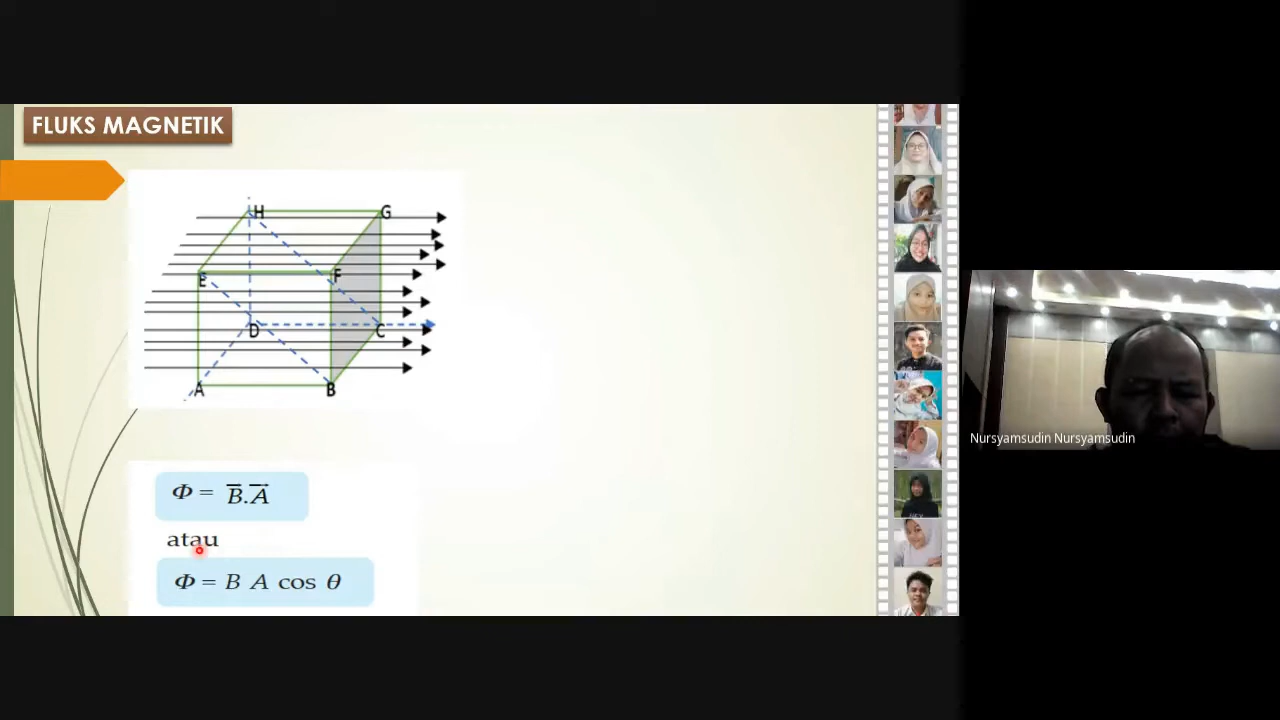 FLUKS MAGNETIK
H G
E F
D C
A B
Φ = B.A
atau
Φ = B A cos θ
Nursyamsudin Nursyamsudin